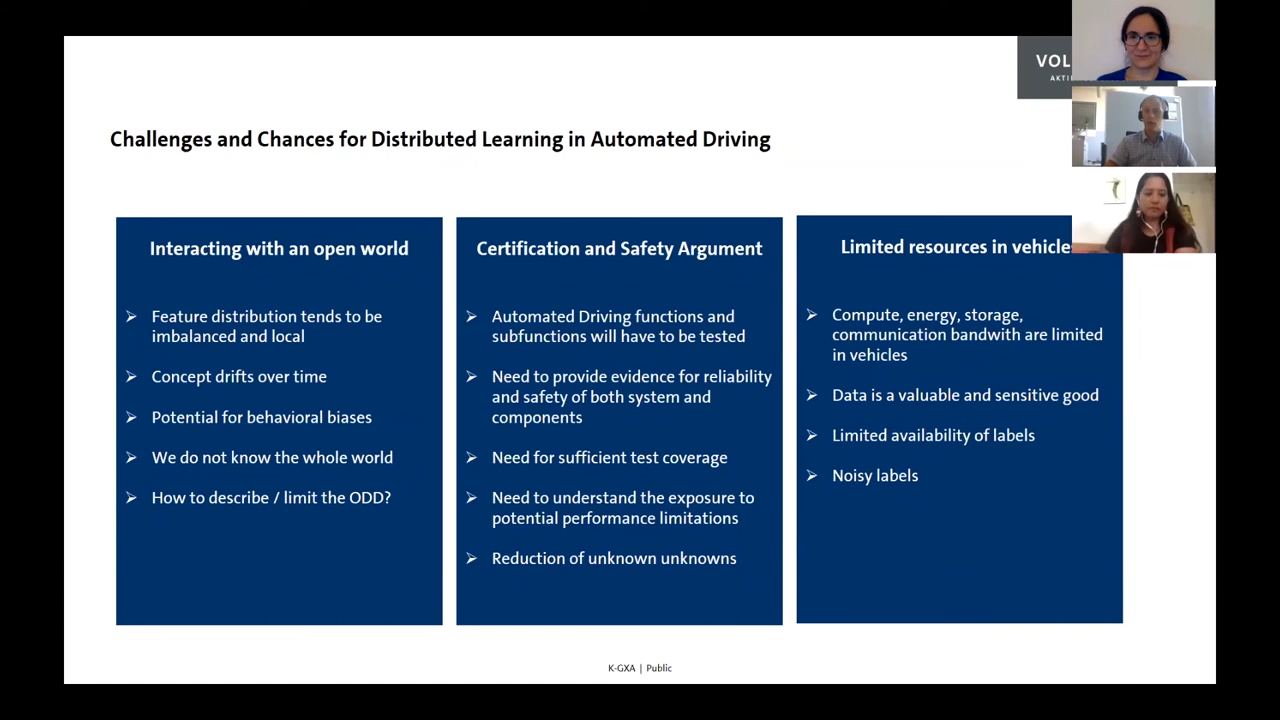 VOL
AKTI
Challenges and Chances for Distributed Learning in Automated Driving
Interacting with an open world
➢ Feature distribution tends to be
imbalanced and local
➢ Concept drifts over time
➢ Potential for behavioral biases
➢ We do not know the whole world
➢ How to describe / limit the ODD?
Certification and Safety Argument
➢ Automated Driving functions and
subfunctions will have to be tested
➢ Need to provide evidence for reliability
and safety of both system and
components
➢ Need for sufficient test coverage
➢ Need to understand the exposure to
potential performance limitations
➢ Reduction of unknown unknowns
Limited resources in vehicles
➢ Compute, energy, storage,
communication bandwith are limited
in vehicles
➢ Data is a valuable and sensitive good
➢ Limited availability of labels
➢ Noisy labels
K-GXA | Public